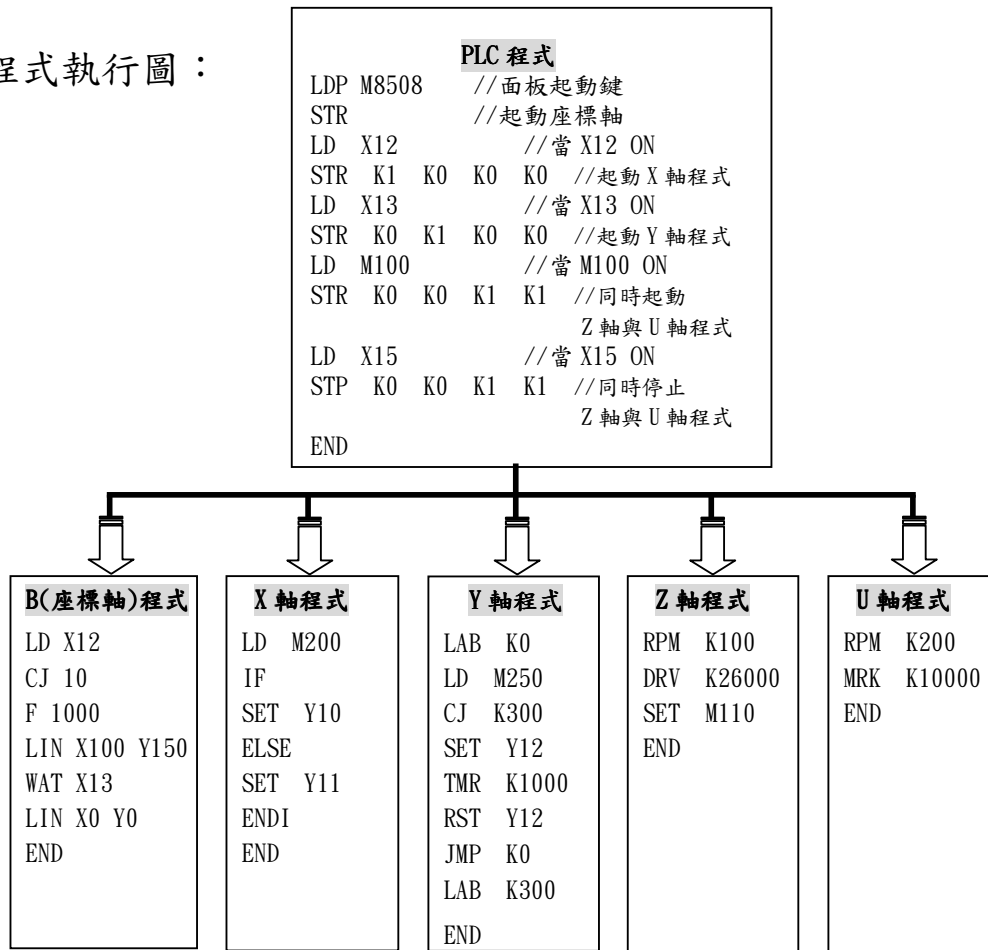 程式執行圖：
PLC 程式
LDP M8508 //面板起動鍵
STR //起動座標軸
LD X12 //當 X12 ON
STR K1 K0 K0 K0 //起動 X 軸程式
LD X13 //當 X13 ON
STR K0 K1 K0 K0 //起動 Y 軸程式
LD M100 //當 M100 ON
STR K0 K0 K1 K1 //同時起動
Z 軸與 U 軸程式
LD X15 //當 X15 ON
STP K0 K0 K1 K1 //同時停止
Z 軸與 U 軸程式
END
B(座標軸)程式
LD X12
CJ 10
F 1000
LIN X100 Y150
WAT X13
LIN X0 Y0
END
X 軸程式
LD M200
IF
SET Y10
ELSE
SET Y11
ENDI
END
Y 軸程式
LAB K0
LD M250
CJ K300
SET Y12
TMR K1000
RST Y12
JMP K0
LAB K300
END
Z 軸程式
RPM K100
DRV K26000
SET M110
END
U 軸程式
RPM K200
MRK K10000
END